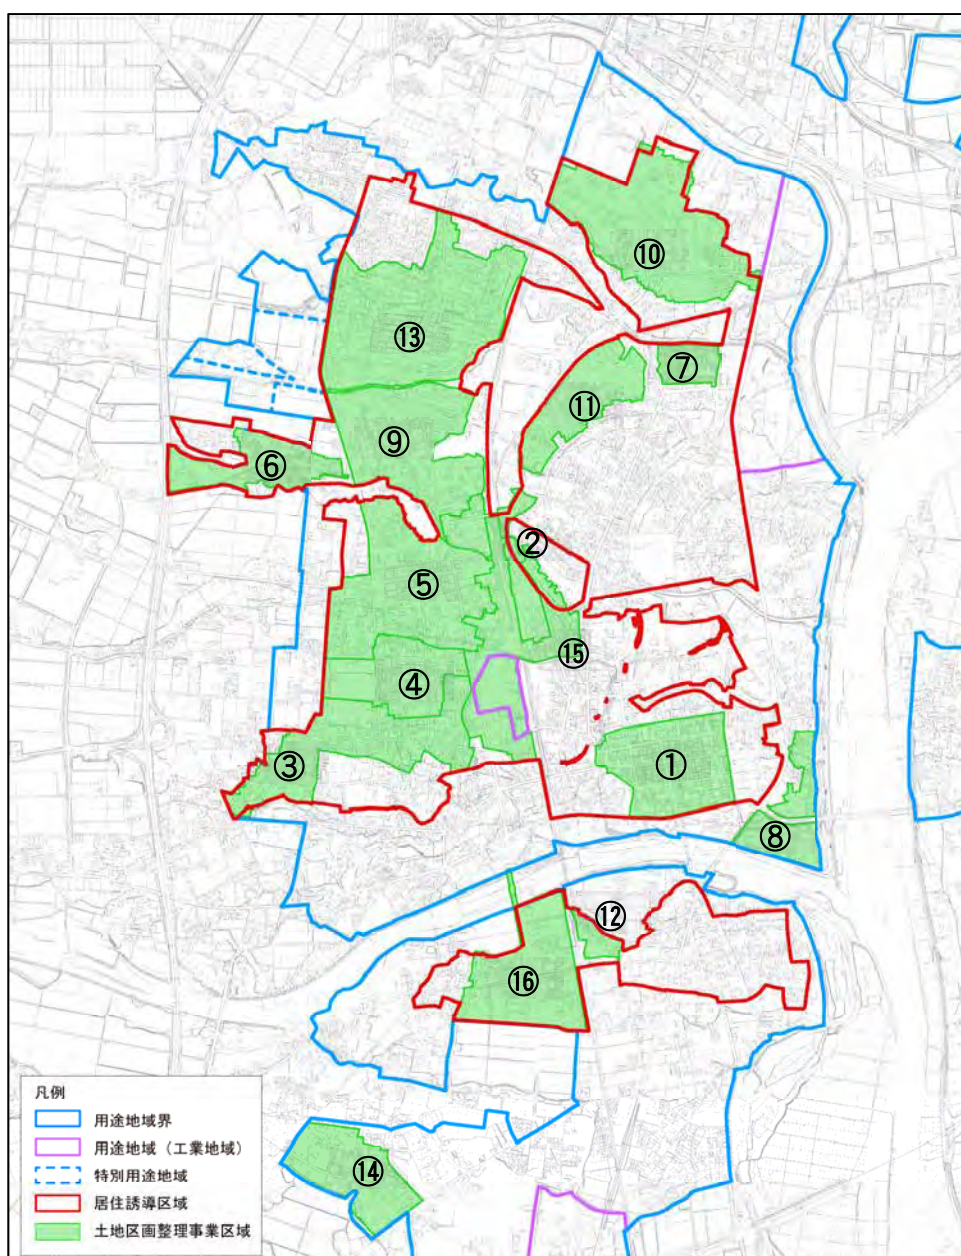 ⑩
⑬
⑦
⑪
⑨
⑥
②
⑤
⑮
④
③
①
⑧
⑫
⑯
⑭
凡例
用途地域界
用途地域（工業地域）
特別用途地域
居住誘導区域
土地区画整理事業区域